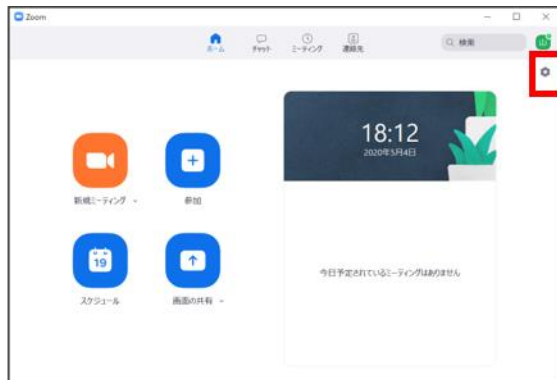 Zoom
ホーム
チャット
ミーティング
連絡先
検索
山
18:12
2020年5月4日
新規ミーティング
参加
19
スケジュール
画面の共有
今日予定されているミーティングはありません